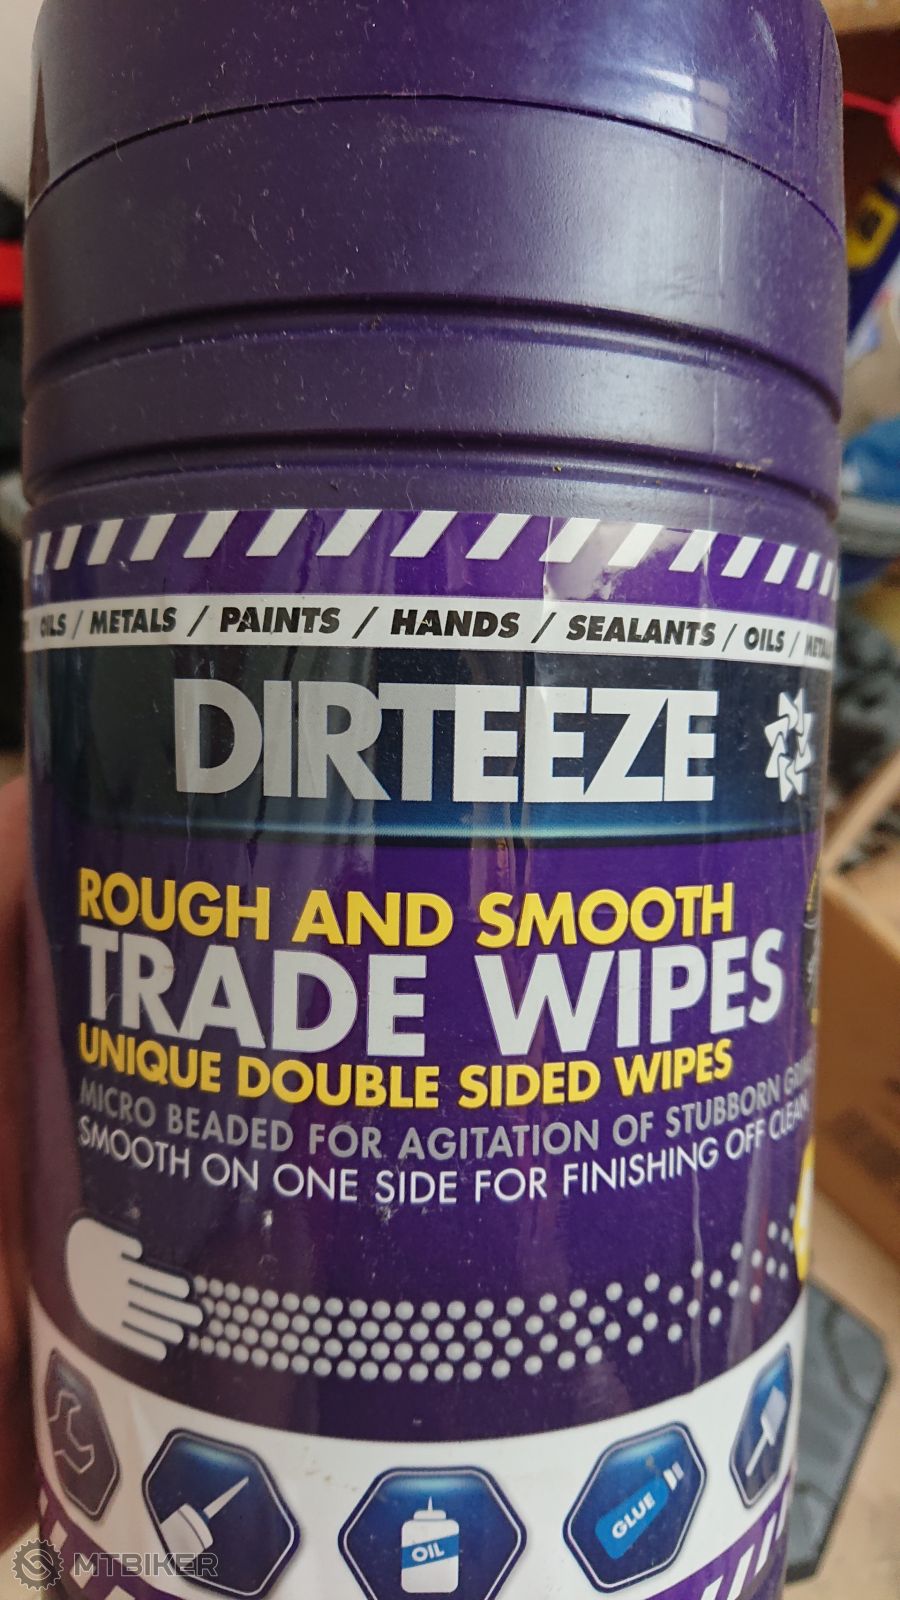 OILS / METALS / PAINTS / HANDS / SEALANTS / OILS /
DIRTEEZE
ROUGH AND SMOOTH
TRADE WIPES
UNIQUE DOUBLE SIDED WIPES
MICRO BEADED FOR AGITATION OF STUBBORN
SMOOTH ON ONE SIDE FOR FINISHING OFF
OIL
GLUE
MTBIKER